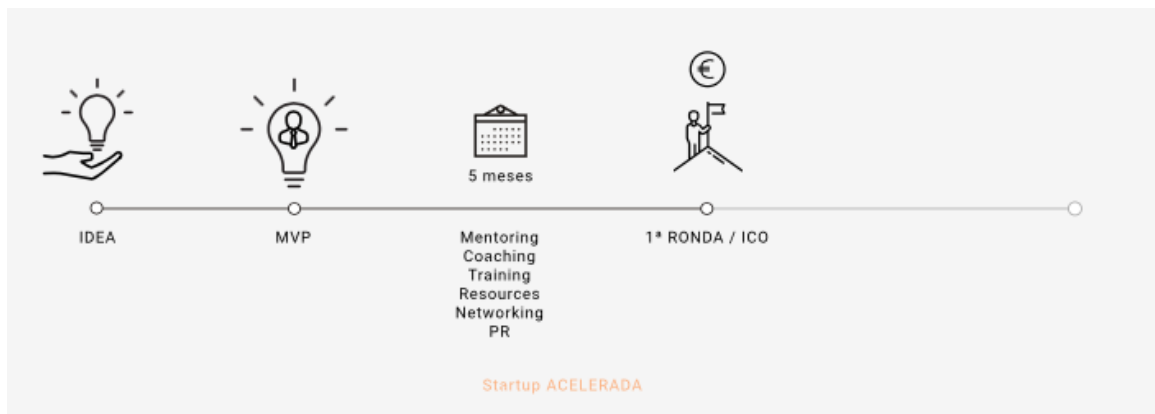 5 meses
IDEA
MVP
Mentoring
Coaching
Training
Resources
Networking
PR
1ª RONDA / ICO
Startup ACELERADA